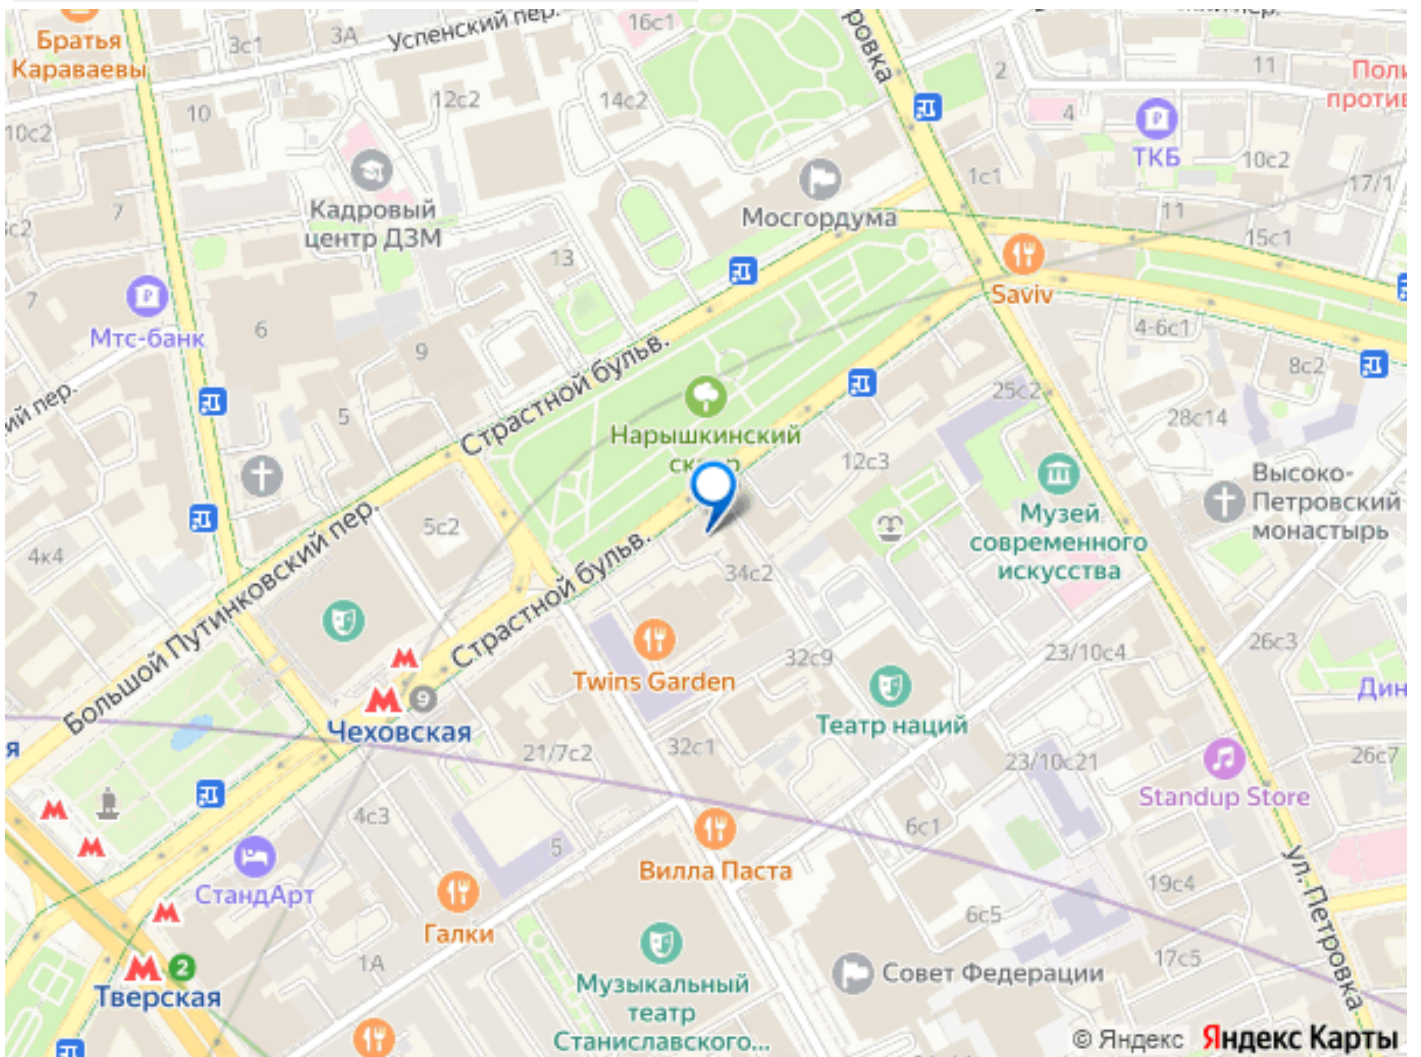 Братья
Караваевы
3с1
3А
Успенский пер.
16с1
ровка
2
11
Поли
против
10с2
10
12с2
14с2
4
ТКБ
10с2
17/1
Кадровый
центр ДЗМ
7
Мосгордума
1с1
11
15с1
13
7
Мтс-банк
6
9
Saviv
4-6с1
8с2
ий пер.
5
Страстной бульв.
Нарышкинский
25с2
28с14
12с3
Высоко-
Петровский
монастырь
Музей
современного
искусства
4к4
5с2
Большой Путинковский пер.
Страстной бульв.
34с2
Twins Garden
32с9
23/10с4
26с3
Дин
Театр наций
9
Чеховская
21/7с2
32с1
23/10с21
26с7
Standup Store
4с3
5
6с1
Вилла Паста
СтандАрт
Галки
19с4
ул. Петровка
6с5
17с5
1А
2
Тверская
Музыкальный
театр
Станиславского...
Совет Федерации
© Яндекс Яндекс Карты